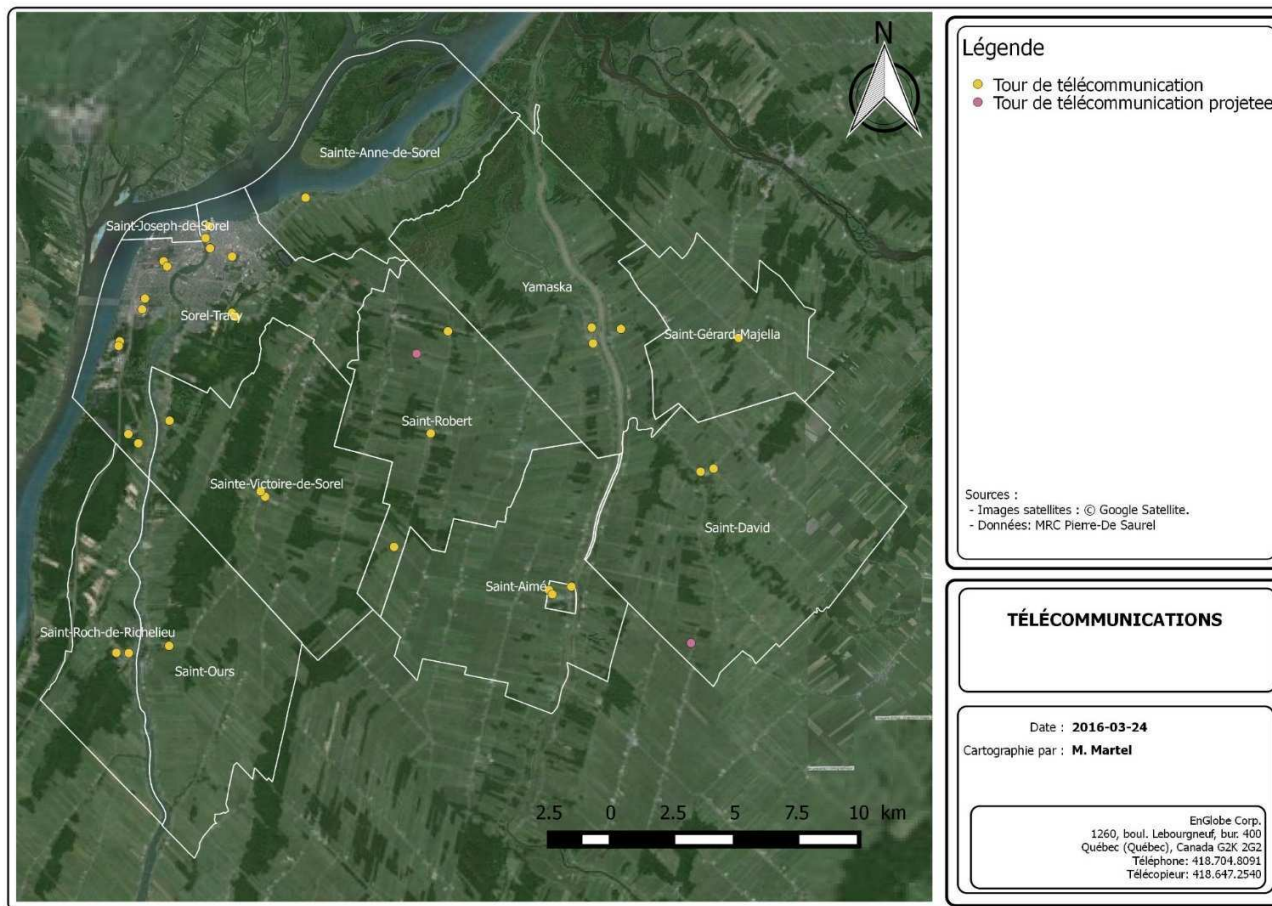 N
Sainte-Anne-de-Sorel
Saint-Joseph-de-Sorel
Yamaska
Sorel-Tracy
Saint-Gérard-Majella
Saint-Robert
Sainte-Victoire-de-Sorel
Saint-David
Saint-Aimé
Saint-Roch-de-Richelieu
Saint-Ours
2.5 0 2.5 5 7.5 10 km
Légende
Tour de télécommunication
Tour de télécommunication projetee
Sources :
- Images satellites : © Google Satellite.
- Données: MRC Pierre-De Saurel
TÉLÉCOMMUNICATIONS
Date : 2016-03-24
Cartographie par : M. Martel
EnGlobe Corp.
1260, boul. Lebourgneuf, bur. 400
Québec (Québec), Canada G2K 2G2
Téléphone: 418.704.8091
Télécopieur: 418.647.2540